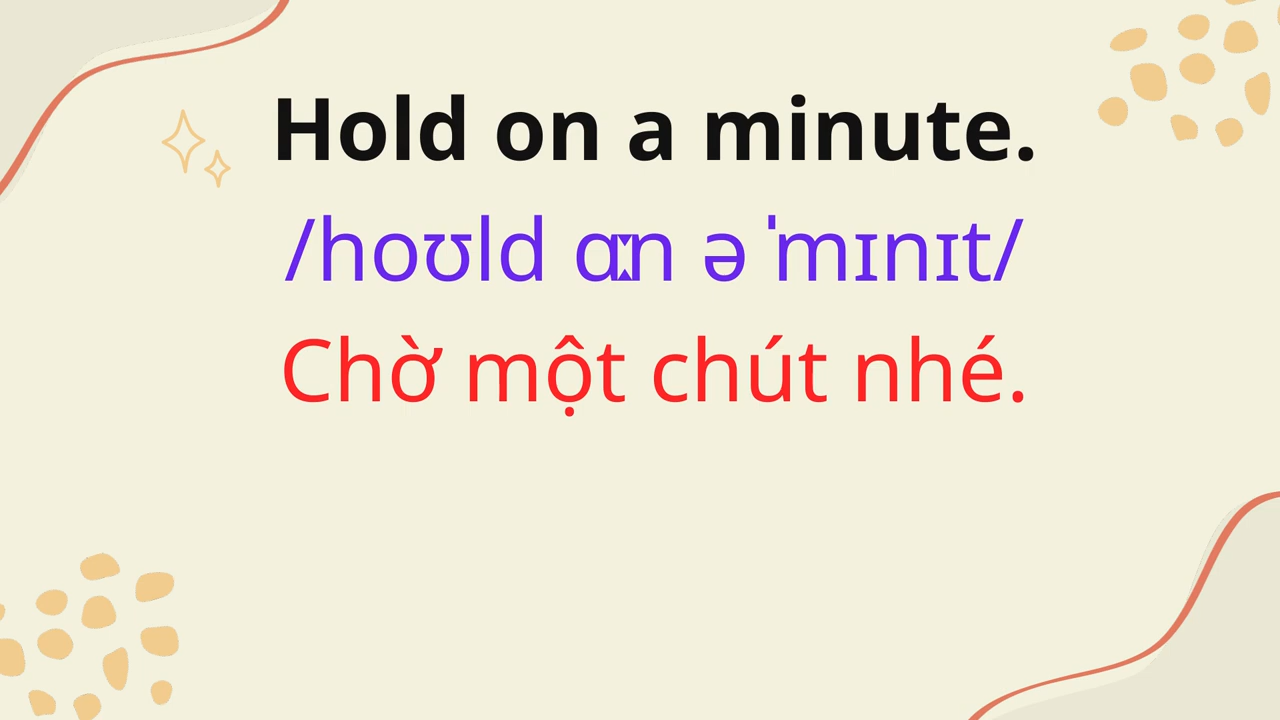 Hold on a minute.
/hoʊld ɑːn ə ˈmɪnɪt/
Chờ một chút nhé.